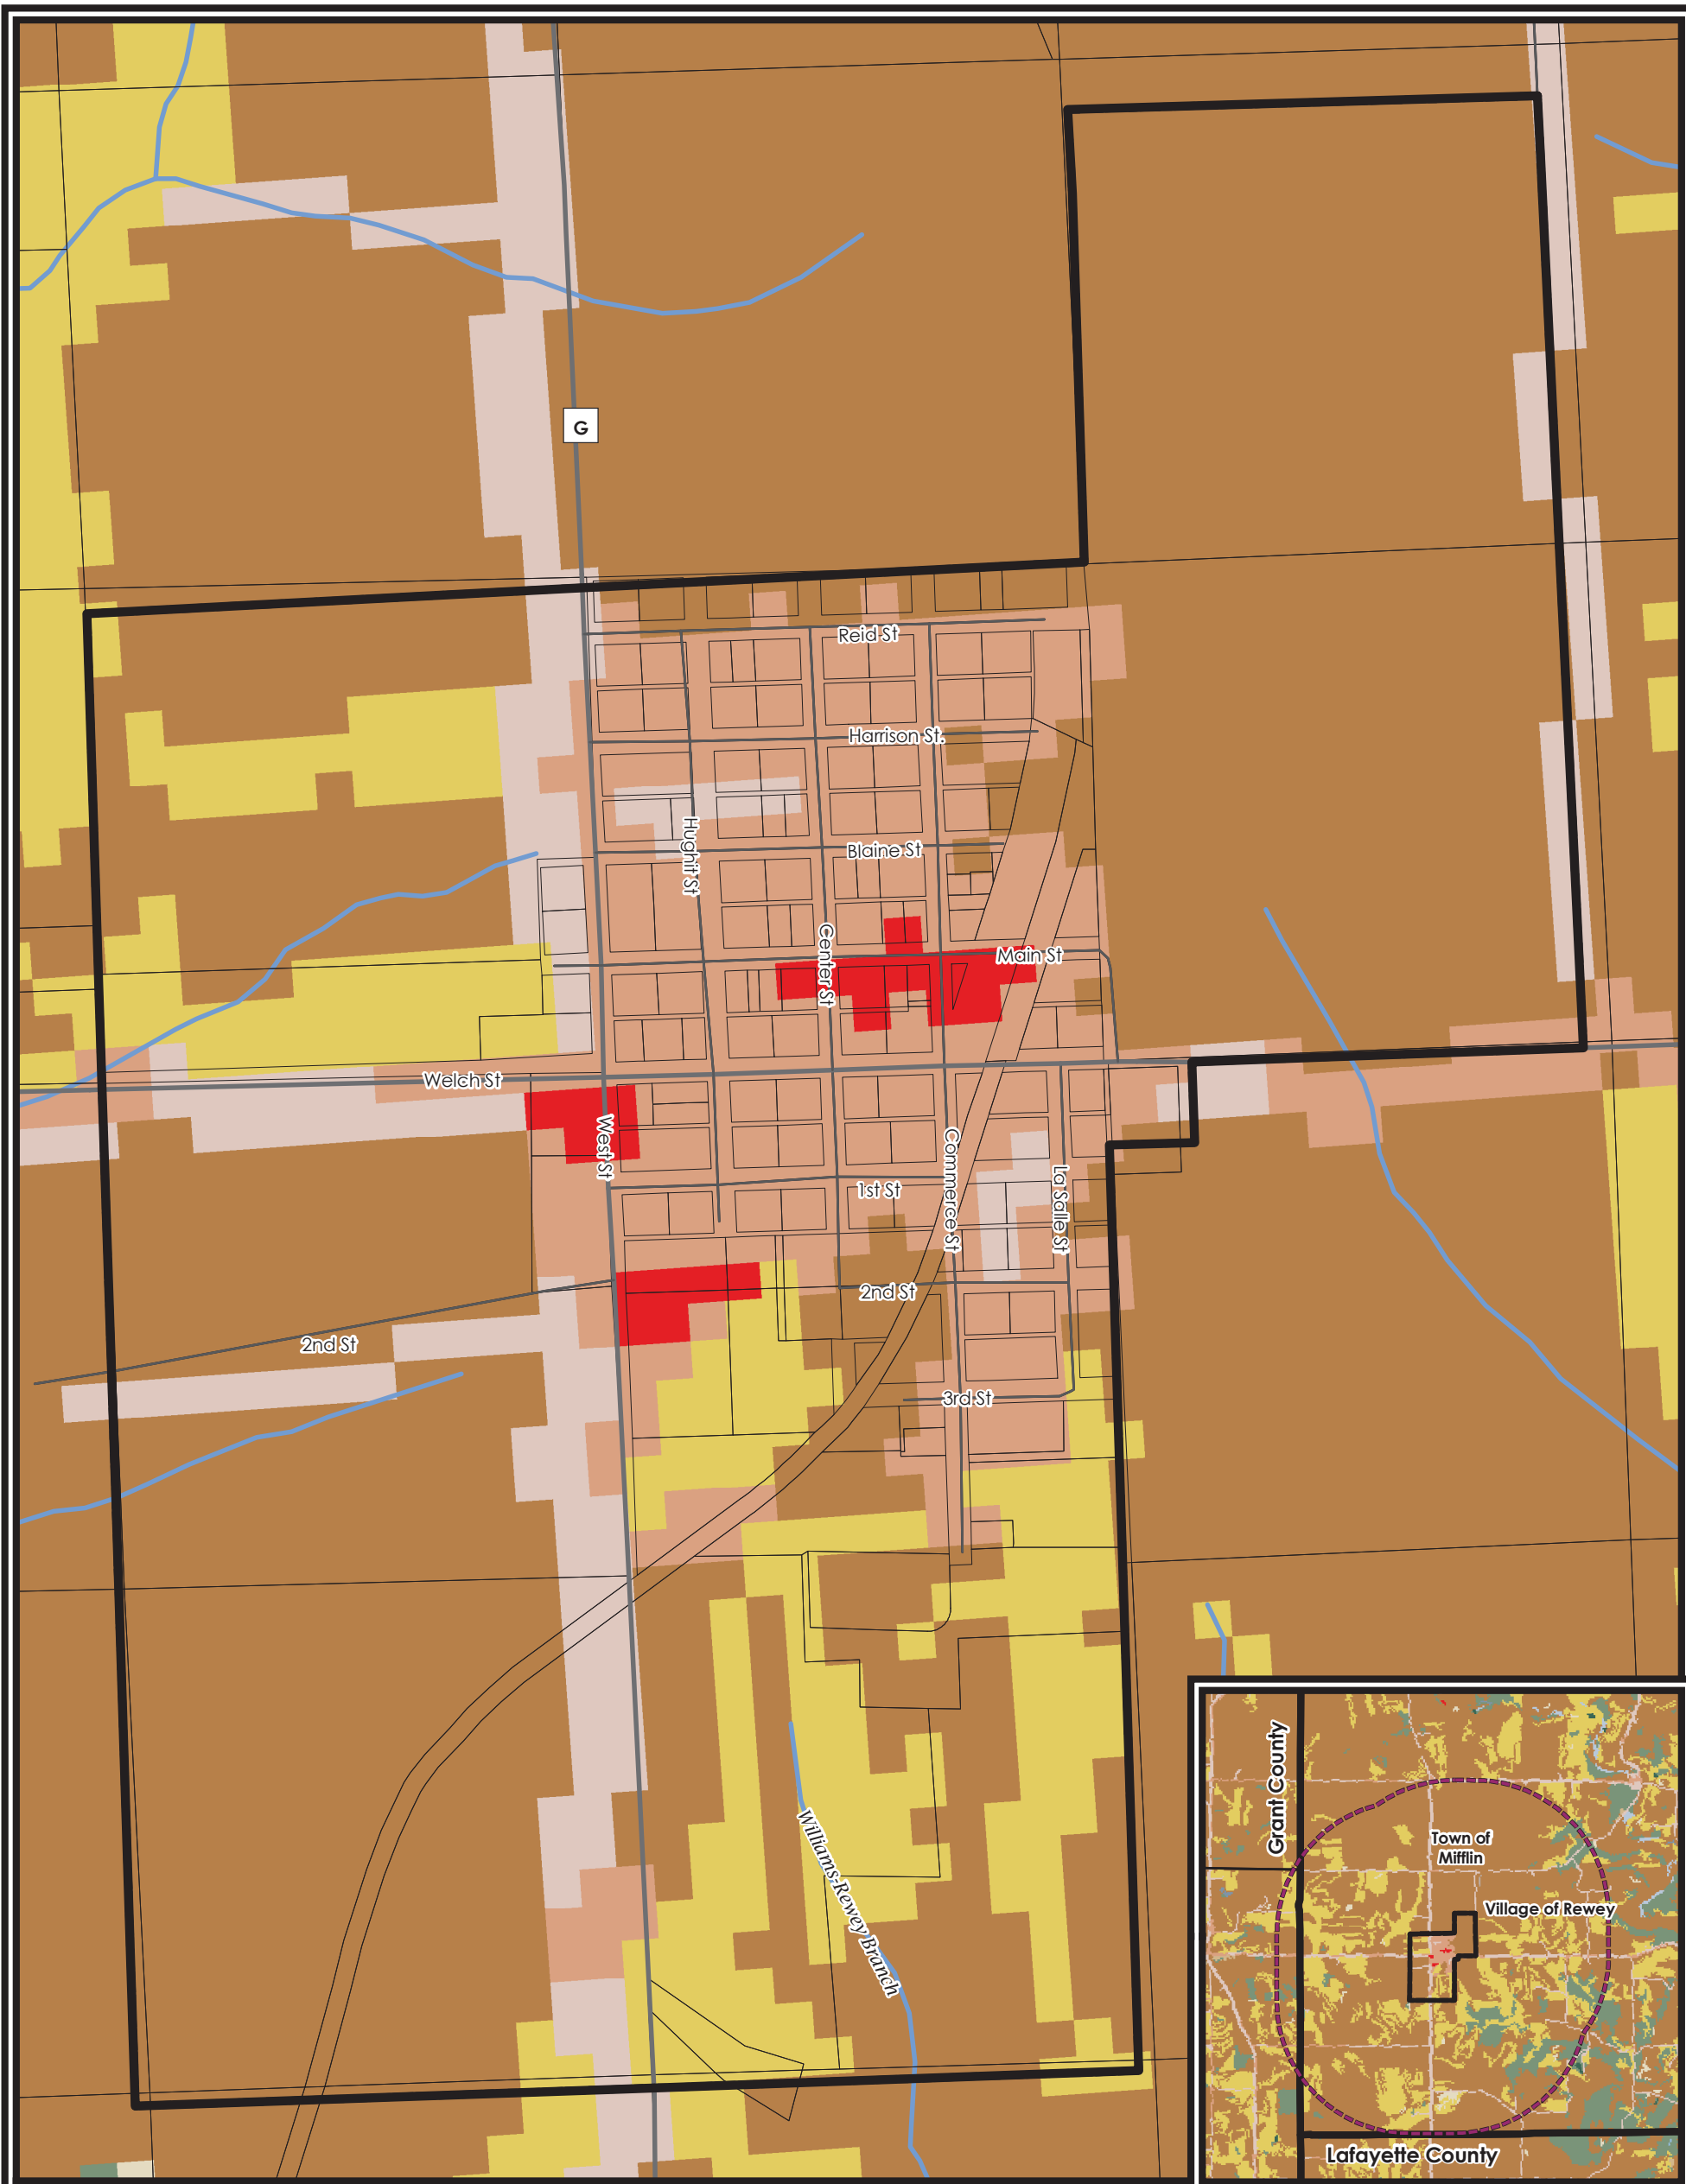 G
Reid St
Harrison St.
Hughit St
Blaine St
Center St
Main St
Welch St
West St
Commerce St
La Salle St
1st St
2nd St
2nd St
3rd St
Williams-Rewey Branch
Grant County
Town of
Mifflin
Village of Rewey
Lafayette County